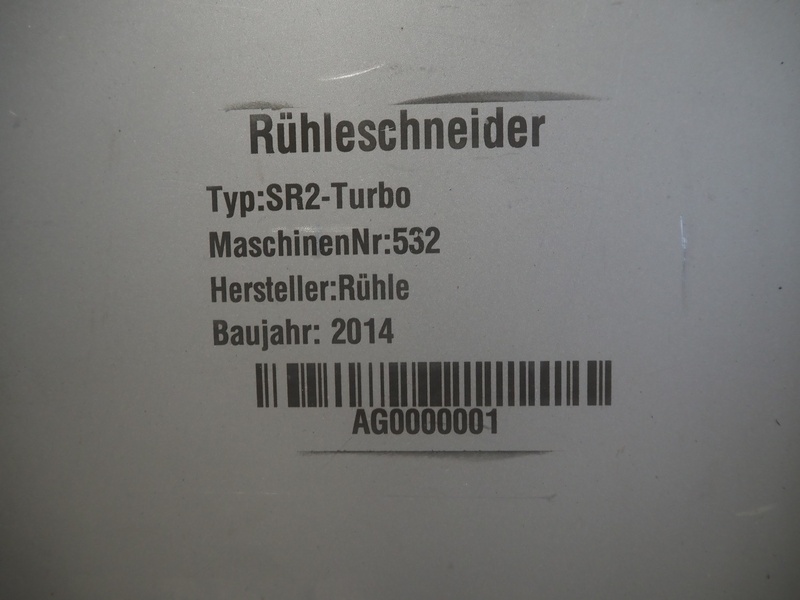 Rühleschneider
Typ:SR2-Turbo
MaschinenNr:532
Hersteller:Rühle
Baujahr: 2014
AG0000001